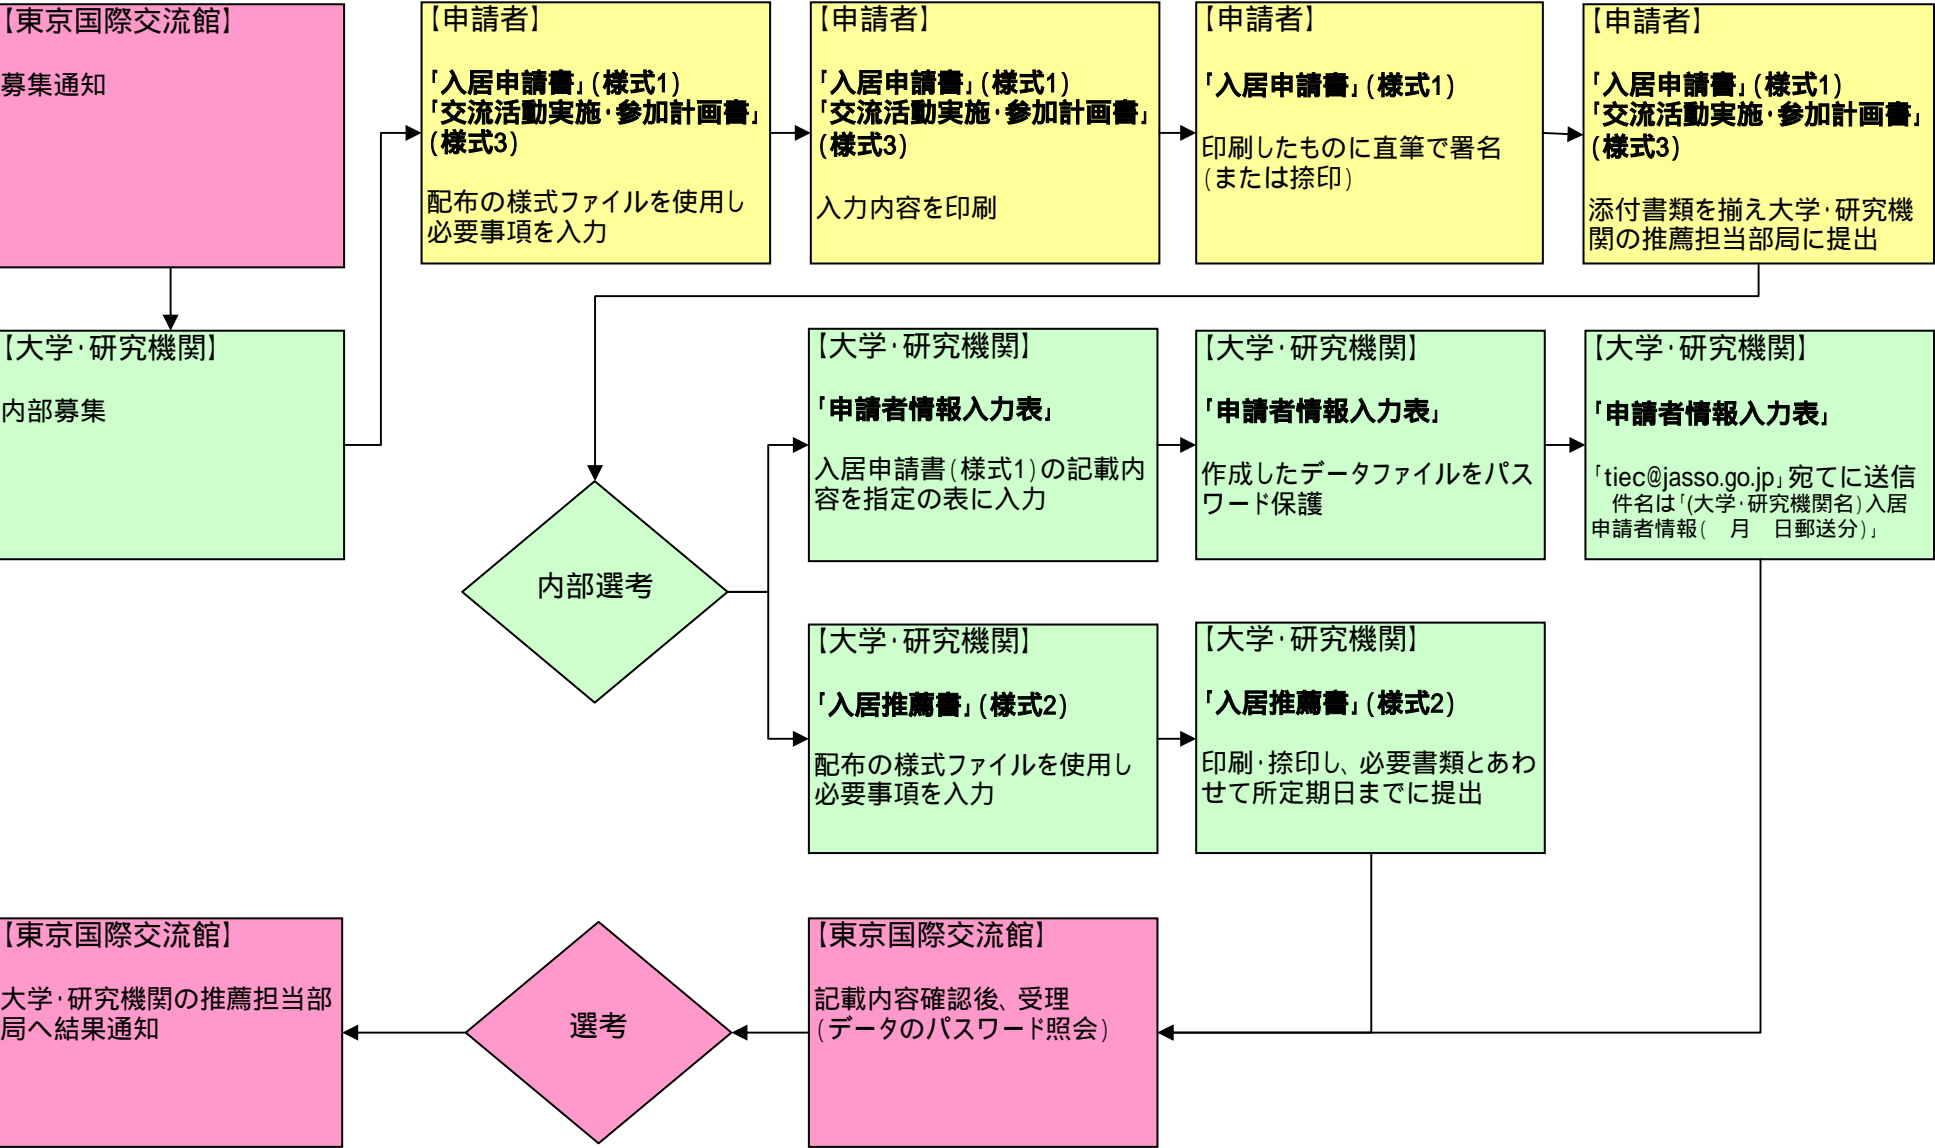 【東京国際交流館】
募集通知
【申請者】
「入居申請書」(様式1)
「交流活動実施・参加計画書」
(様式3)
配布の様式ファイルを使用し
必要事項を入力
【申請者】
「入居申請書」(様式1)
「交流活動実施・参加計画書」
(様式3)
入力内容を印刷
【申請者】
「入居申請書」(様式1)
印刷したものに直筆で署名
(または捺印)
【申請者】
「入居申請書」(様式1)
「交流活動実施・参加計画書」
(様式3)
添付書類を揃え大学・研究機
関の推薦担当部局に提出
【大学・研究機関】
内部募集
内部選考
【大学・研究機関】
「申請者情報入力表」
入居申請書(様式1)の記載内
容を指定の表に入力
【大学・研究機関】
「申請者情報入力表」
作成したデータファイルをパス
ワード保護
【大学・研究機関】
「申請者情報入力表」
「tiec@jasso.go.jp」宛てに送信
件名は「(大学・研究機関名)入居
申請者情報(　月　日郵送分)」
【大学・研究機関】
「入居推薦書」(様式2)
配布の様式ファイルを使用し
必要事項を入力
【大学・研究機関】
「入居推薦書」(様式2)
印刷・捺印し、必要書類とあわ
せて所定期日までに提出
【東京国際交流館】
記載内容確認後、受理
(データのパスワード照会)
選考
【東京国際交流館】
大学・研究機関の推薦担当部
局へ結果通知